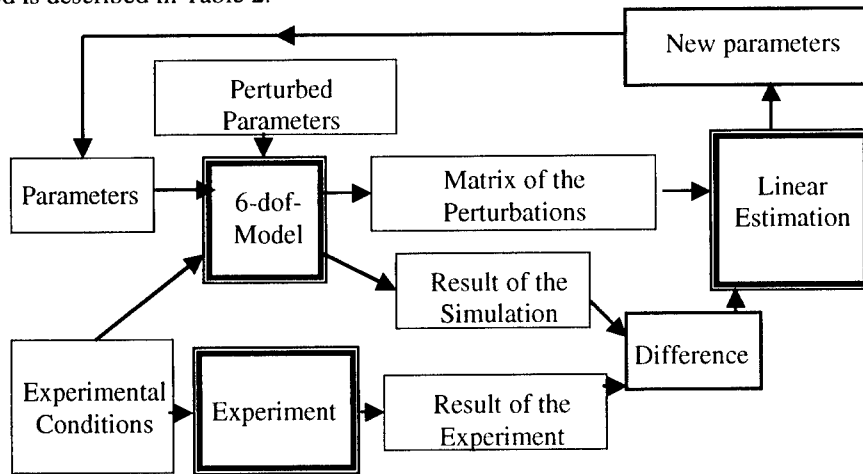 ed is described in Table 2.
New parameters
Perturbed
Parameters
Parameters
6-dof-
Model
Matrix of the
Perturbations
Linear
Estimation
Result of the
Simulation
Difference
Experimental
Conditions
Experiment
Result of the
Experiment